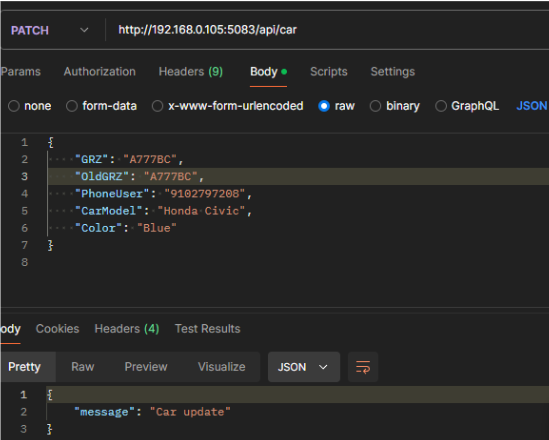 PATCH http://192.168.0.105:5083/api/car
Params Authorization Headers (9) Body Scripts Settings
none form-data x-www-form-urlencoded raw binary GraphQL JSON
1 {
2 "GRZ": "A777BC",
3 "OldGRZ": "A777BC",
4 "PhoneUser": "9102797208",
5 "CarModel": "Honda Civic",
6 "Color": "Blue"
7 }
8
ody Cookies Headers (4) Test Results
Pretty Raw Preview Visualize JSON
1 {
2 "message": "Car update"
3 }